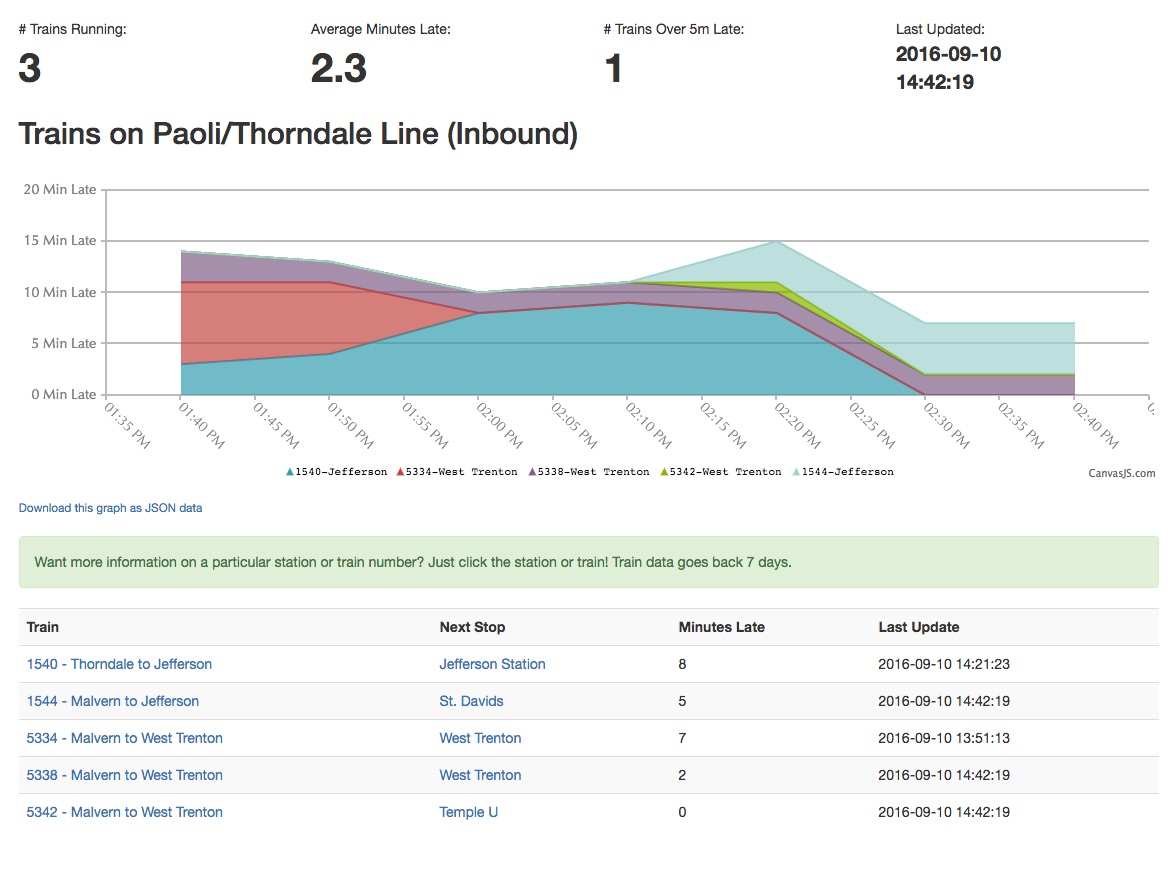 # Trains Running: Average Minutes Late: # Trains Over 5m Late: Last Updated:
3 2.3 1 2016-09-10
14:42:19
Trains on Paoli/Thorndale Line (Inbound)
20 Min Late
15 Min Late
10 Min Late
5 Min Late
0 Min Late
01:35 PM 01:40 PM 01:45 PM 01:50 PM 01:55 PM 02:00 PM 02:05 PM 02:10 PM 02:15 PM 02:20 PM 02:25 PM 02:30 PM 02:35 PM 02:40 PM
1540-Jefferson 5334-West Trenton 5338-West Trenton 5342-West Trenton 1544-Jefferson CanvasJS.com
Download this graph as JSON data
Want more information on a particular station or train number? Just click the station or train! Train data goes back 7 days.
Train Next Stop Minutes Late Last Update
1540 - Thorndale to Jefferson Jefferson Station 8 2016-09-10 14:21:23
1544 - Malvern to Jefferson St. Davids 5 2016-09-10 14:42:19
5334 - Malvern to West Trenton West Trenton 7 2016-09-10 13:51:13
5338 - Malvern to West Trenton West Trenton 2 2016-09-10 14:42:19
5342 - Malvern to West Trenton Temple U 0 2016-09-10 14:42:19